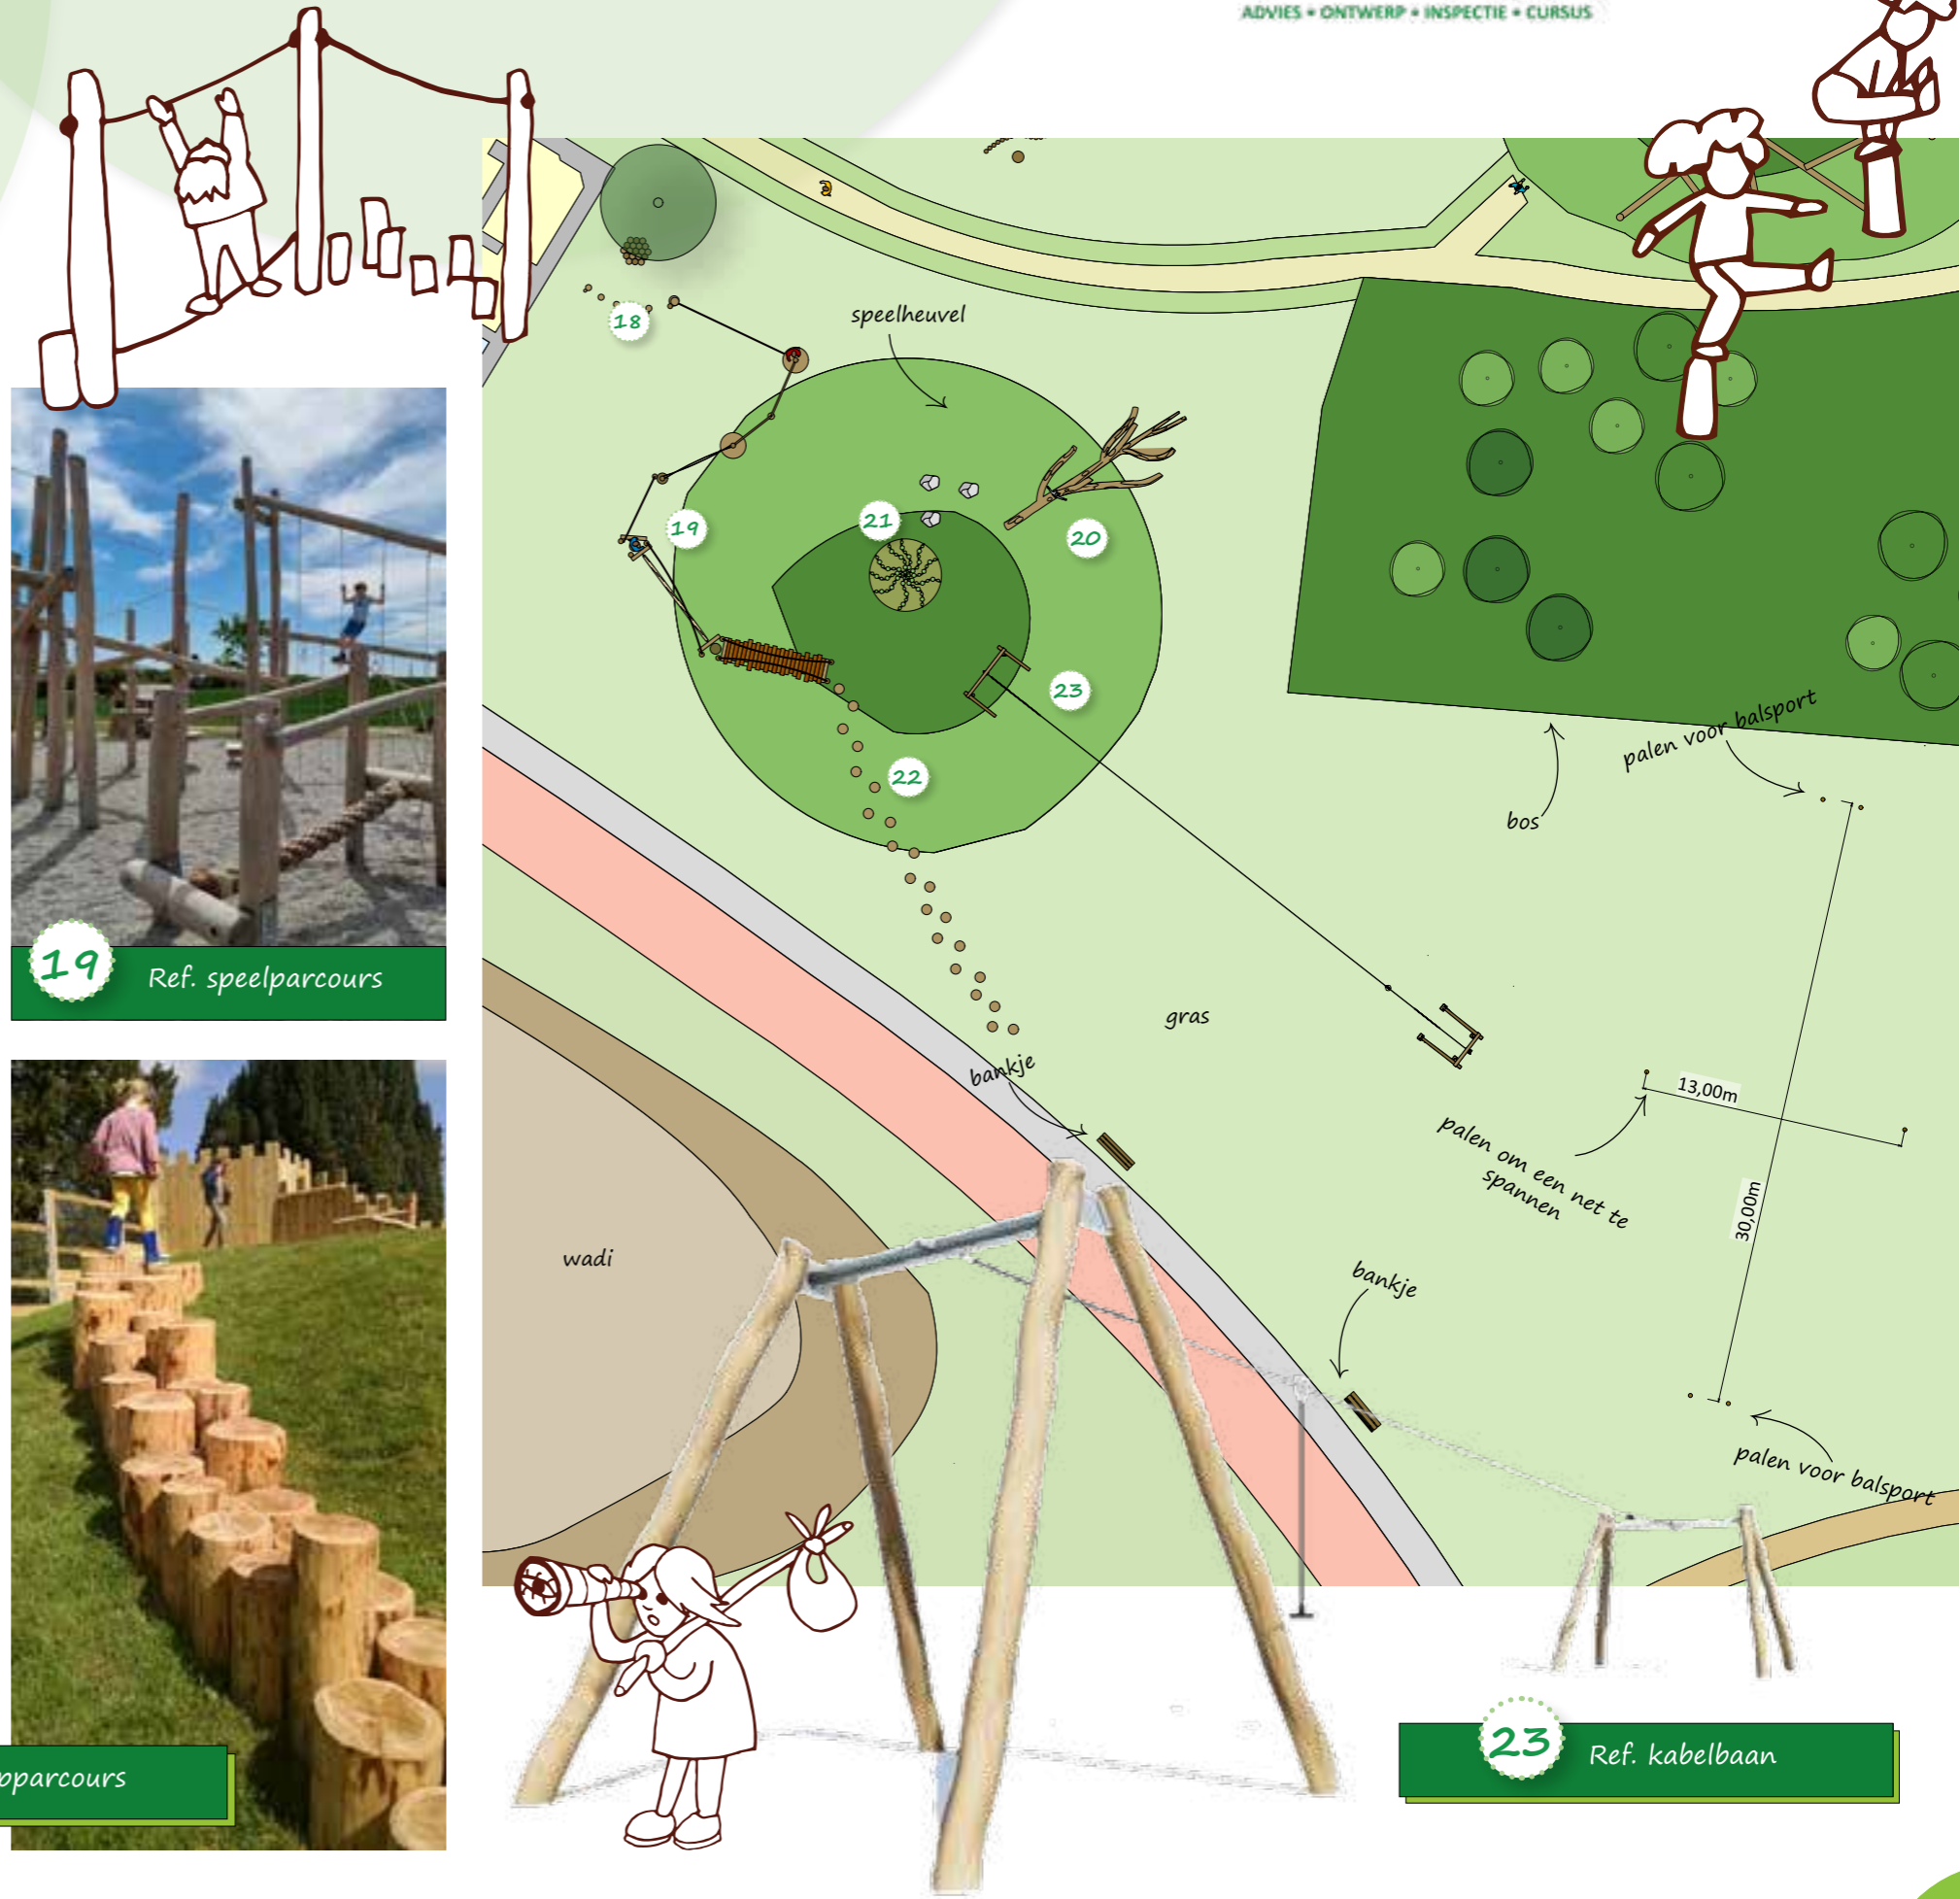 ADVIES • ONTWERP • INSPECTIE • CURSUS
18
speelheuvel
19
21
20
23
22
palen voor balsport
bos
19
Ref. speelparcours
gras
bankje
13,00m
palen om een net te
spannen
30,00m
wadi
bankje
palen voor balsport
23
Ref. kabelbaan
pparcours